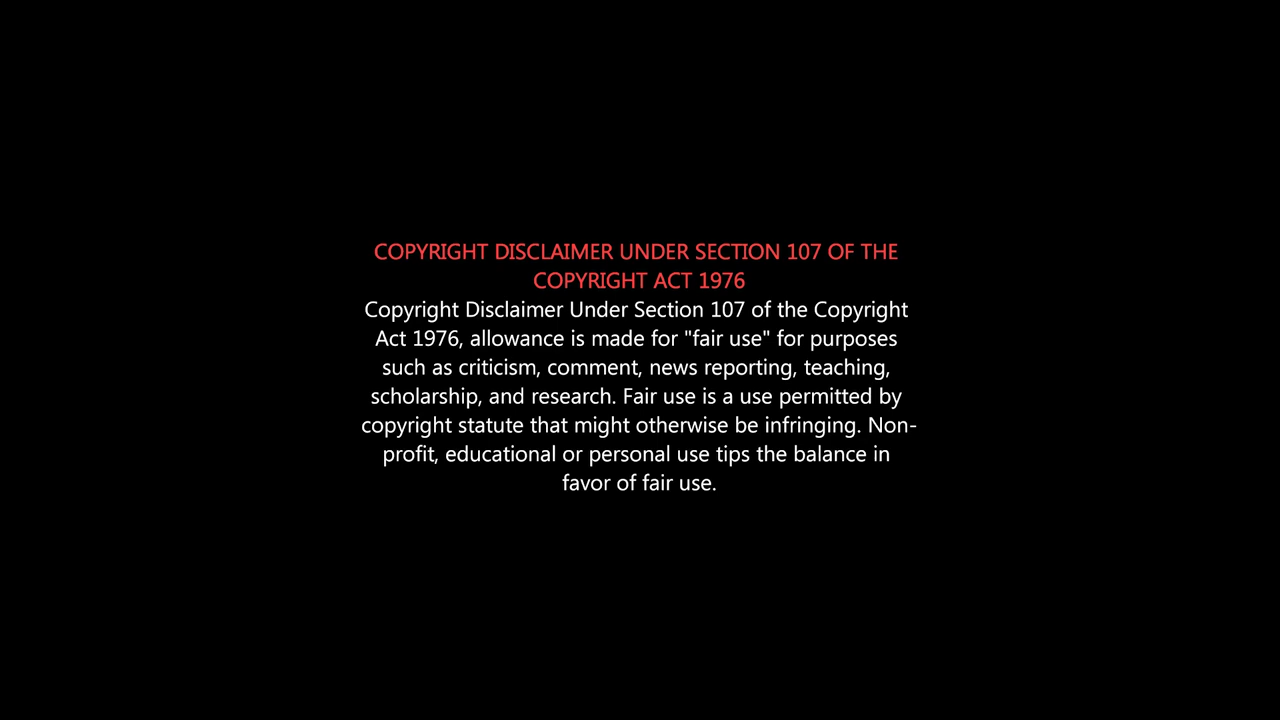 COPYRIGHT DISCLAIMER UNDER SECTION 107 OF THE
COPYRIGHT ACT 1976
Copyright Disclaimer Under Section 107 of the Copyright
Act 1976, allowance is made for "fair use" for purposes
such as criticism, comment, news reporting, teaching,
scholarship, and research. Fair use is a use permitted by
copyright statute that might otherwise be infringing. Non-
profit, educational or personal use tips the balance in
favor of fair use.